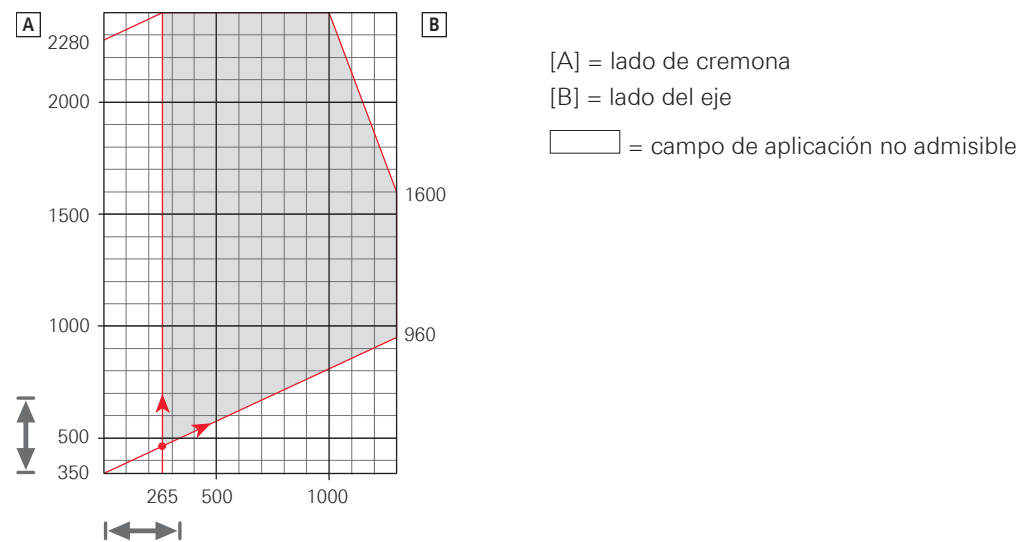 A
B
2280
2000
1500
1000
500
350
1600
960
265 500 1000
[A] = lado de cremona
[B] = lado del eje
= campo de aplicación no admisible